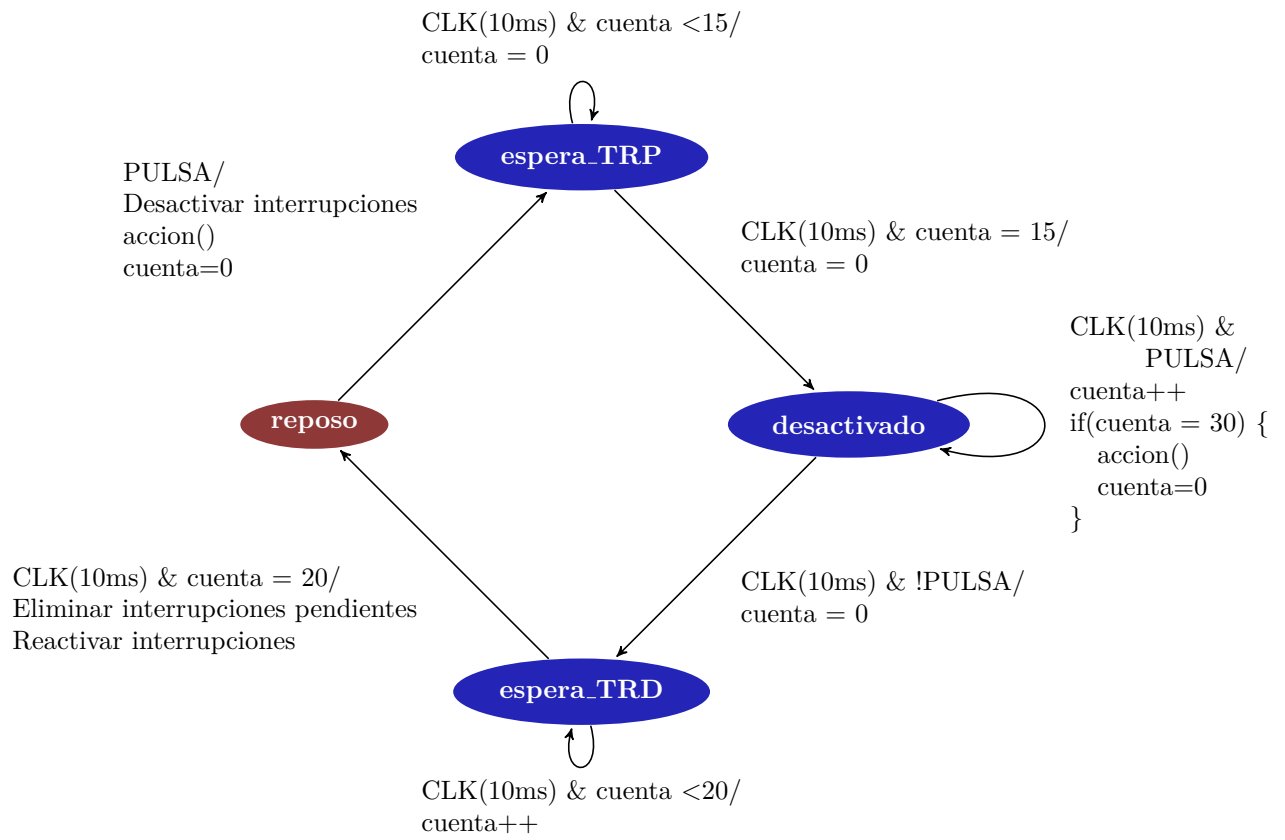 CLK(10ms) & cuenta <15/
cuenta = 0
espera_TRP
PULSA/
Desactivar interrupciones
accion()
cuenta=0
CLK(10ms) & cuenta = 15/
cuenta = 0
CLK(10ms) &
PULSA/
cuenta++
if(cuenta = 30) {
accion()
cuenta=0
}
reposo
desactivado
CLK(10ms) & cuenta = 20/
Eliminar interrupciones pendientes
Reactivar interrupciones
CLK(10ms) & !PULSA/
cuenta = 0
espera_TRD
CLK(10ms) & cuenta <20/
cuenta++